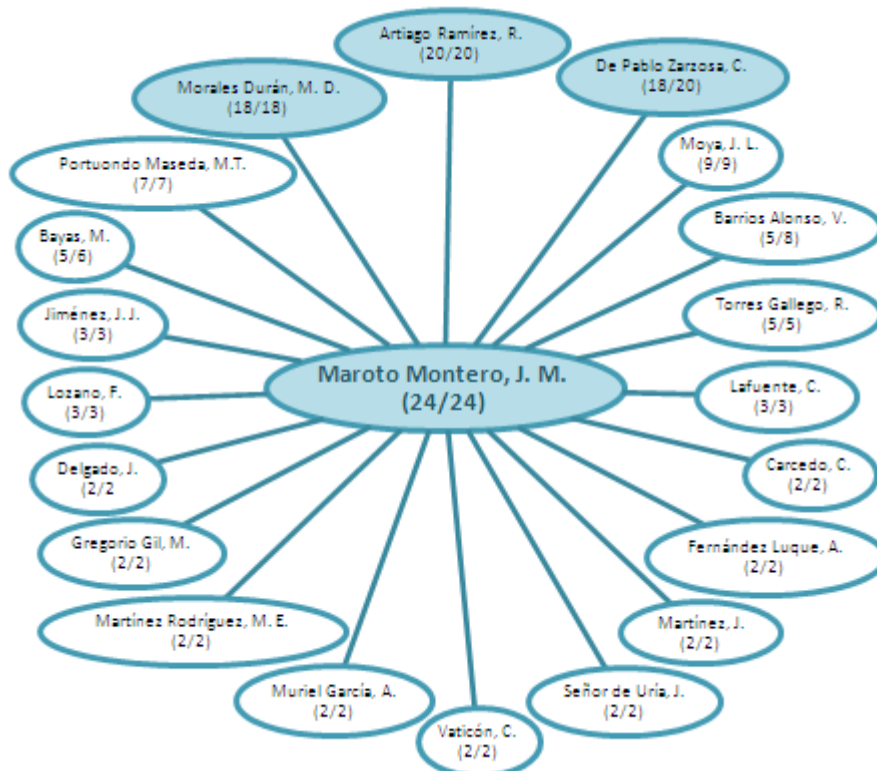 Artiago Ramírez, R.
(20/20)
De Pablo Zarzosa, C.
(18/20)
Morales Durán, M. D.
(18/18)
Moya, J. L.
(9/9)
Portuondo Maseda, M.T.
(7/7)
Barrios Alonso, V.
(5/8)
Bayas, M.
(5/6)
Torres Gallego, R.
(5/5)
Jiménez, J. J.
(3/3)
Maroto Montero, J. M.
(24/24)
Lozano, F.
(3/3)
Lafuente, C.
(3/3)
Delgado, J.
(2/2
Carcedo, C.
(2/2)
Gregorio Gil, M.
(2/2)
Fernández Luque, A.
(2/2)
Martínez Rodríguez, M. E.
(2/2)
Martínez, J.
(2/2)
Muriel García, A.
(2/2)
Señor de Uría, J.
(2/2)
Vaticón, C.
(2/2)